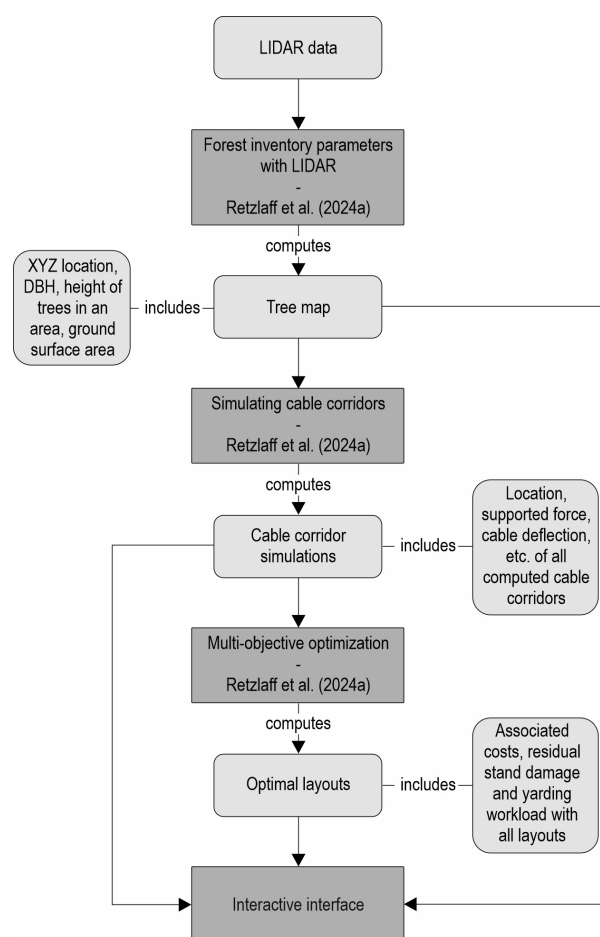 LIDAR data
Forest inventory parameters
with LIDAR
-
Retzlaff et al. (2024a)
computes
XYZ location,
DBH, height of
trees in an
area, ground
surface area
includes
Tree map
Simulating cable corridors
-
Retzlaff et al. (2024a)
computes
Cable corridor
simulations
includes
Location,
supported force,
cable deflection,
etc. of all
computed cable
corridors
Multi-objective optimization
-
Retzlaff et al. (2024a)
computes
Optimal layouts
includes
Associated
costs, residual
stand damage
and yarding
workload with
all layouts
Interactive interface